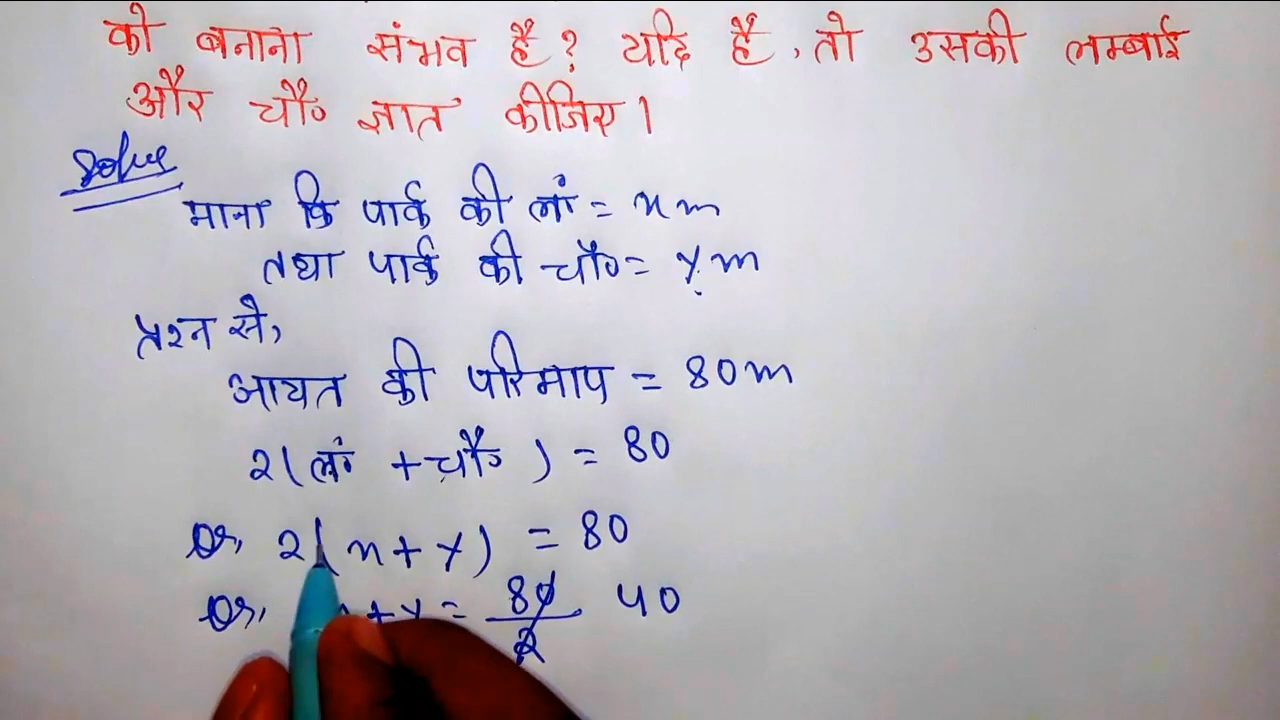 को बनाना संभव है? यदि है, तो उसकी लम्बाई
और चौ॰ ज्ञात कीजिए।
Solve
माना कि पार्क की लं॰ = x m
तथा पार्क की चौ॰ = y m
प्रश्न से,
आयत की परिमाप = 80m
2(लं॰ + चौ॰) = 80
Or, 2(x + y) = 80
Or, x + y = 80/2 40